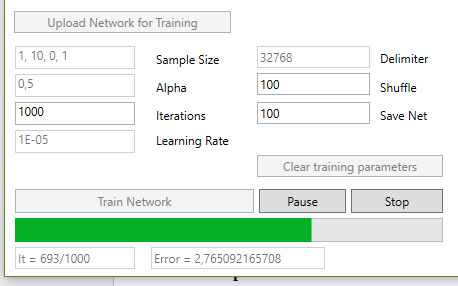 Upload Network for Training
1, 10, 0, 1 Sample Size 32768 Delimiter
0,5 Alpha 100 Shuffle
1000 Iterations 100 Save Net
1E-05 Learning Rate
Clear training parameters
Train Network Pause Stop
It = 693/1000 Error = 2,765092165708